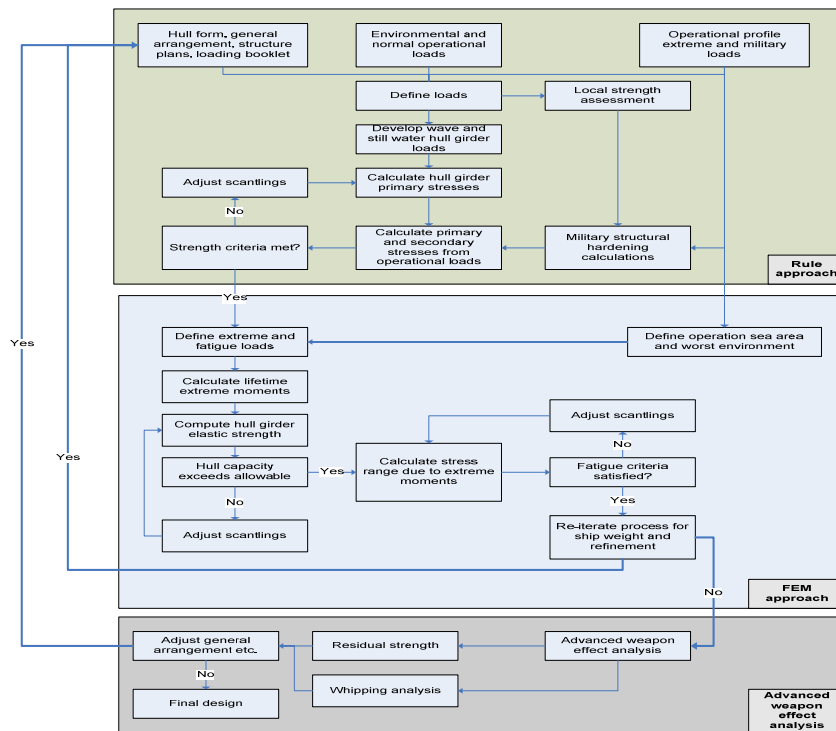 Hull form, general
arrangement, structure
plans, loading booklet
Environmental
and normal operational
loads
Operational profile
extreme and military
loads
Define loads
Local strength
assessment
Develop wave and
still water hull girder
loads
Adjust scantlings
Calculate hull girder
primary stresses
No
Strength criteria met?
Calculate primary
and secondary
stresses from
operational loads
Military structural
hardening
calculations
Rule
approach
Yes
Yes
Define extreme and
fatigue loads
Define operation sea area
and worst environment
Calculate lifetime
extreme moments
Compute hull girder
elastic strength
Adjust scantlings
No
Yes
Hull capacity
exceeds allowable
Yes
Calculate stress
range due to extreme
moments
Fatigue criteria
satisfied?
No
Yes
Adjust scantlings
Re-iterate process for
ship weight and
refinement
No
FEM
approach
Adjust general
arrangement etc.
Residual strength
Advanced weapon
effect analysis
No
Whipping analysis
Final design
Advanced
weapon
effect
analysis